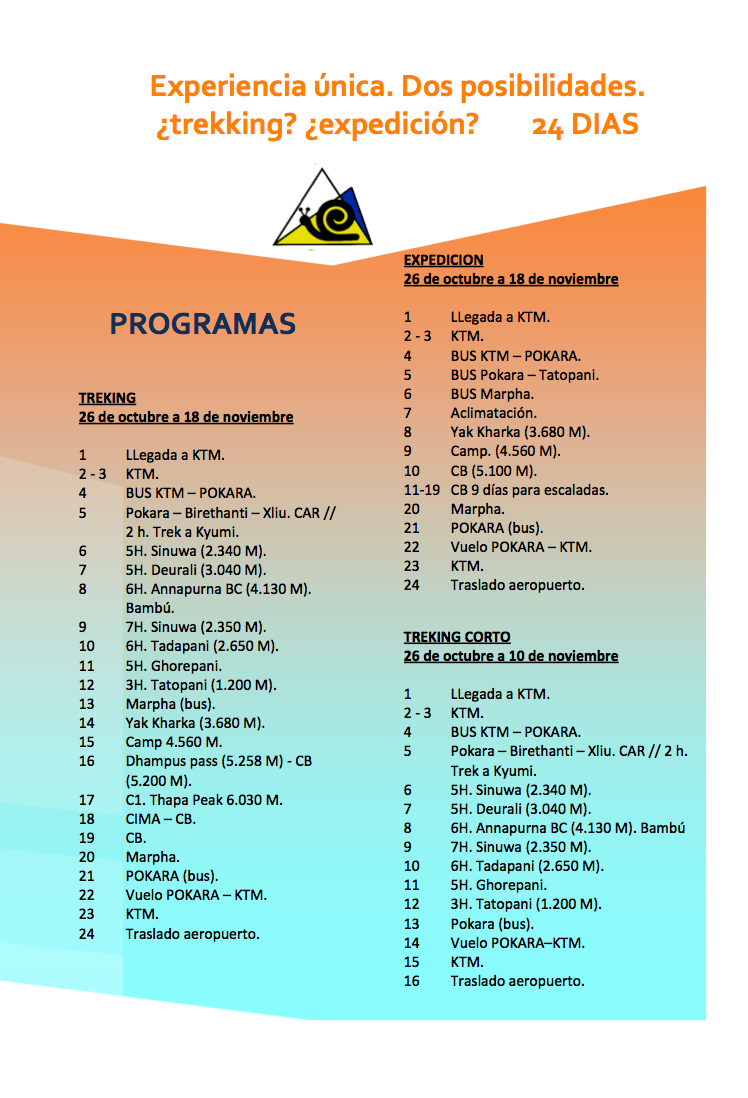 Experiencia única. Dos posibilidades.
¿trekking? ¿expedición? 24 DIAS
PROGRAMAS
TREKING
26 de octubre a 18 de noviembre
1 LLegada a KTM.
2 - 3 KTM.
4 BUS KTM – POKARA.
5 Pokara – Birethanti – Xliu. CAR //
2 h. Trek a Kyumi.
6 5H. Sinuwa (2.340 M).
7 5H. Deurali (3.040 M).
8 6H. Annapurna BC (4.130 M).
Bambú.
9 7H. Sinuwa (2.350 M).
10 6H. Tadapani (2.650 M).
11 5H. Ghorepani.
12 3H. Tatopani (1.200 M).
13 Marpha (bus).
14 Yak Kharka (3.680 M).
15 Camp 4.560 M.
16 Dhampus pass (5.258 M) - CB
(5.200 M).
17 C1. Thapa Peak 6.030 M.
18 CIMA – CB.
19 CB.
20 Marpha.
21 POKARA (bus).
22 Vuelo POKARA – KTM.
23 KTM.
24 Traslado aeropuerto.
EXPEDICION
26 de octubre a 18 de noviembre
1 LLegada a KTM.
2 - 3 KTM.
4 BUS KTM – POKARA.
5 BUS Pokara – Tatopani.
6 BUS Marpha.
7 Aclimatación.
8 Yak Kharka (3.680 M).
9 Camp. (4.560 M).
10 CB (5.100 M).
11-19 CB 9 días para escaladas.
20 Marpha.
21 POKARA (bus).
22 Vuelo POKARA – KTM.
23 KTM.
24 Traslado aeropuerto.
TREKING CORTO
26 de octubre a 10 de noviembre
1 LLegada a KTM.
2 - 3 KTM.
4 BUS KTM – POKARA.
5 Pokara – Birethanti – Xliu. CAR // 2 h.
Trek a Kyumi.
6 5H. Sinuwa (2.340 M).
7 5H. Deurali (3.040 M).
8 6H. Annapurna BC (4.130 M). Bambú
9 7H. Sinuwa (2.350 M).
10 6H. Tadapani (2.650 M).
11 5H. Ghorepani.
12 3H. Tatopani (1.200 M).
13 Pokara (bus).
14 Vuelo POKARA–KTM.
15 KTM.
16 Traslado aeropuerto.